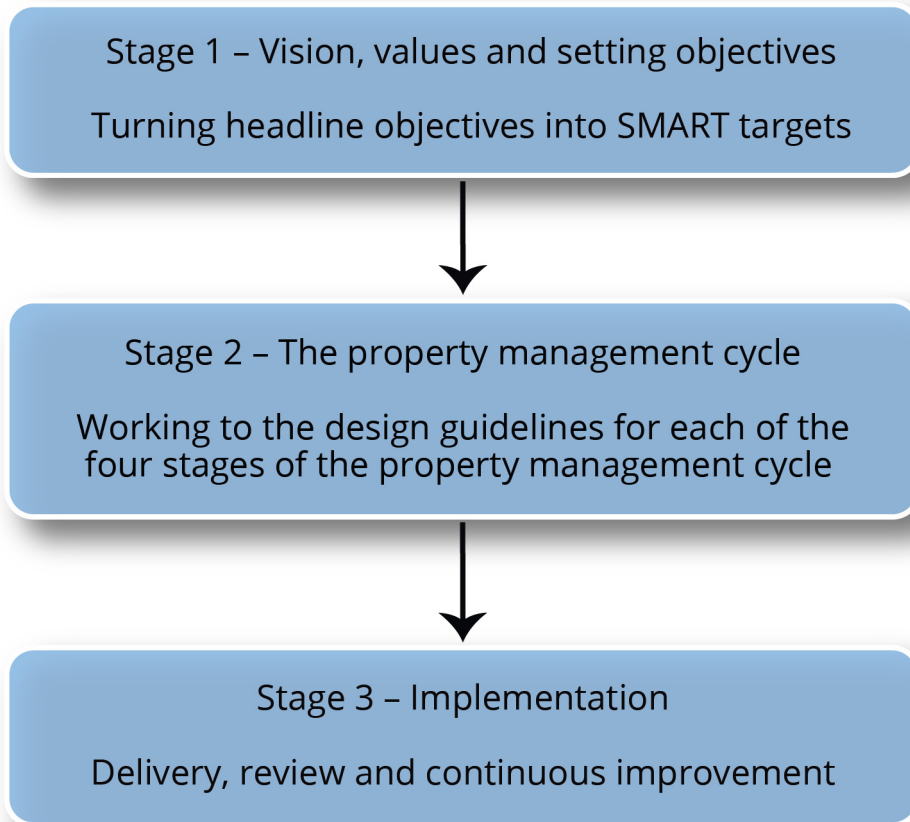 Stage 1 – Vision, values and setting objectives
Turning headline objectives into SMART targets
Stage 2 – The property management cycle
Working to the design guidelines for each of the
four stages of the property management cycle
Stage 3 – Implementation
Delivery, review and continuous improvement